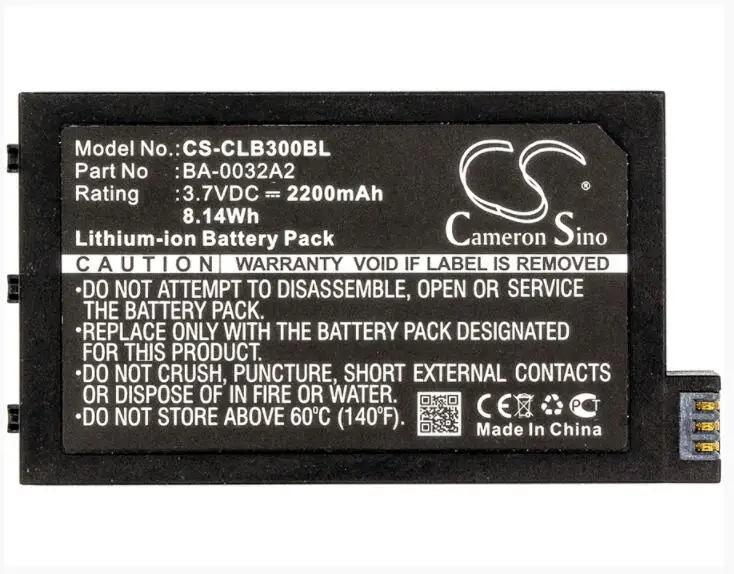 Model No.: CS-CLB300BL
Part No : BA-0032A2
Rating : 3.7VDC ⎓ 2200mAh
8.14Wh
Lithium-ion Battery Pack
CS ®
Cameron Sino
CAUTION WARRANTY VOID IF LABEL IS REMOVED
•DO NOT ATTEMPT TO DISASSEMBLE, OPEN OR SERVICE
THE BATTERY PACK.
•REPLACE ONLY WITH THE BATTERY PACK DESIGNATED
FOR THIS PRODUCT.
•DO NOT CRUSH, PUNCTURE, SHORT EXTERNAL CONTACTS
OR DISPOSE OF IN FIRE OR WATER.
•DO NOT STORE ABOVE 60°C (140°F).
CE PCT
Made in China